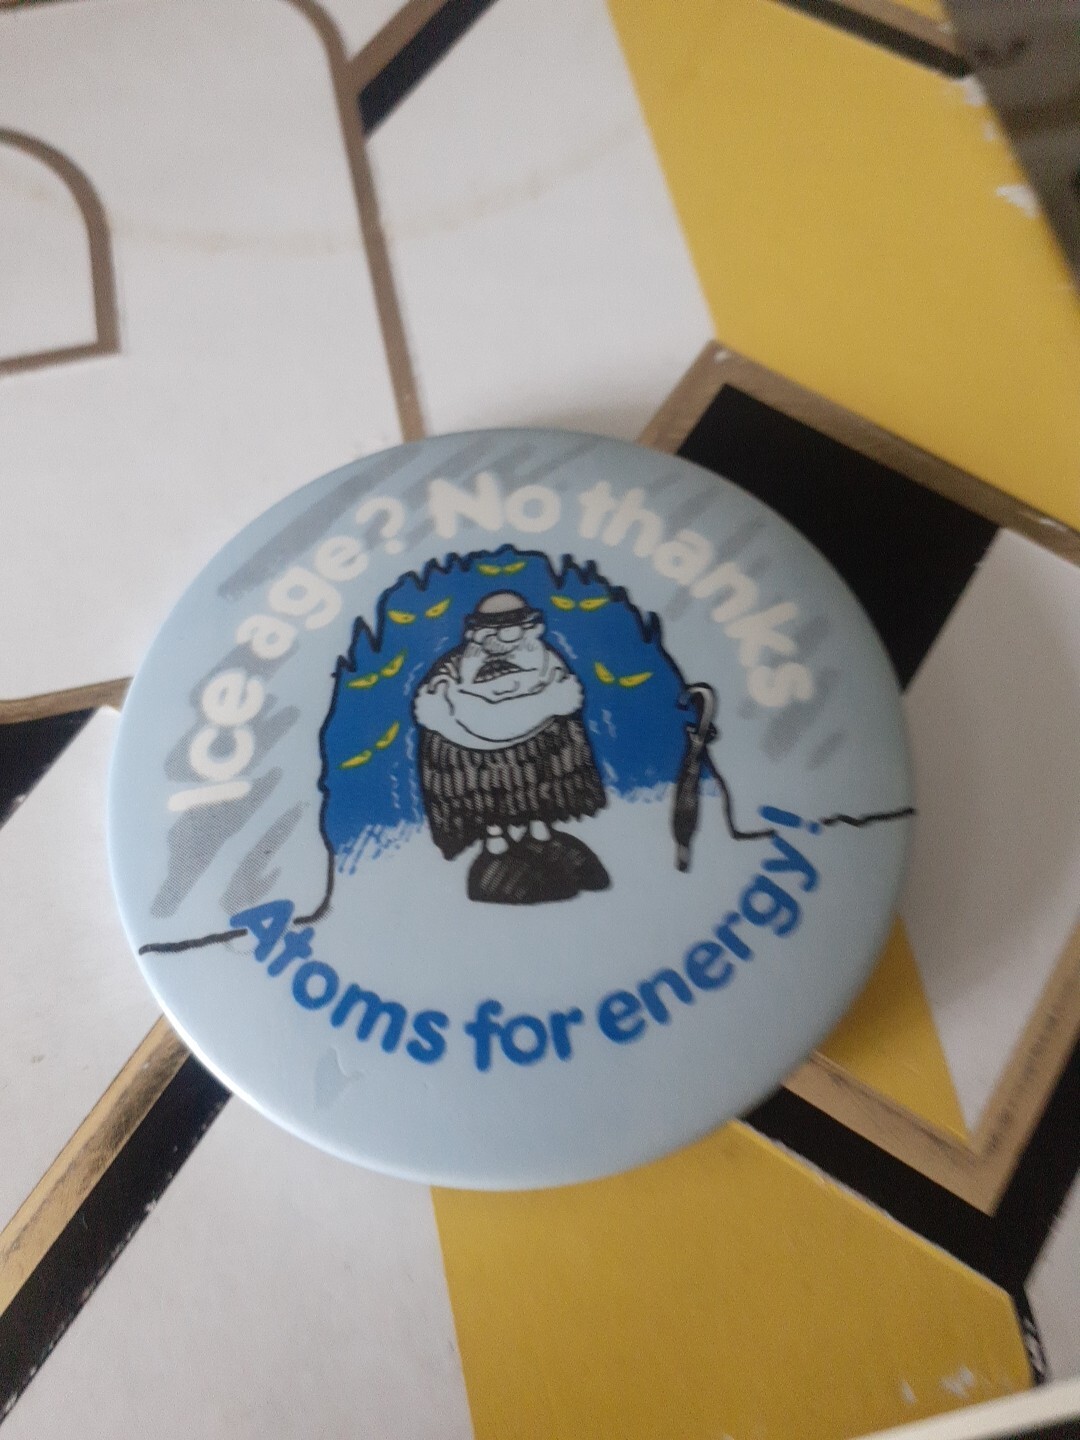 Ice age? No thanks
Atoms for energy!